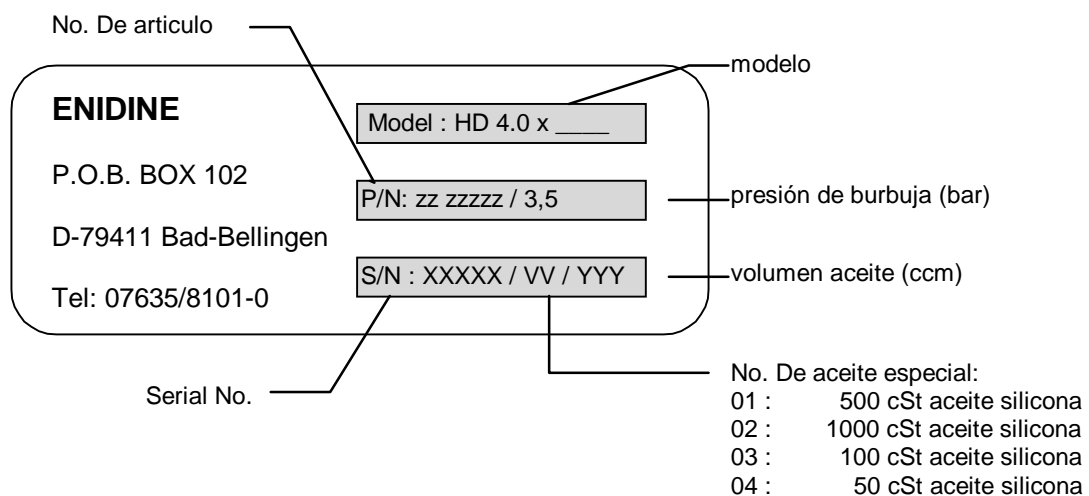 No. De articulo
modelo
ENIDINE
Model : HD 4.0 x ____
P.O.B. BOX 102
P/N: zz zzzzz / 3,5
presión de burbuja (bar)
D-79411 Bad-Bellingen
S/N : XXXXX / VV / YYY
volumen aceite (ccm)
Tel: 07635/8101-0
Serial No.
No. De aceite especial:
01 : 500 cSt aceite silicona
02 : 1000 cSt aceite silicona
03 : 100 cSt aceite silicona
04 : 50 cSt aceite silicona